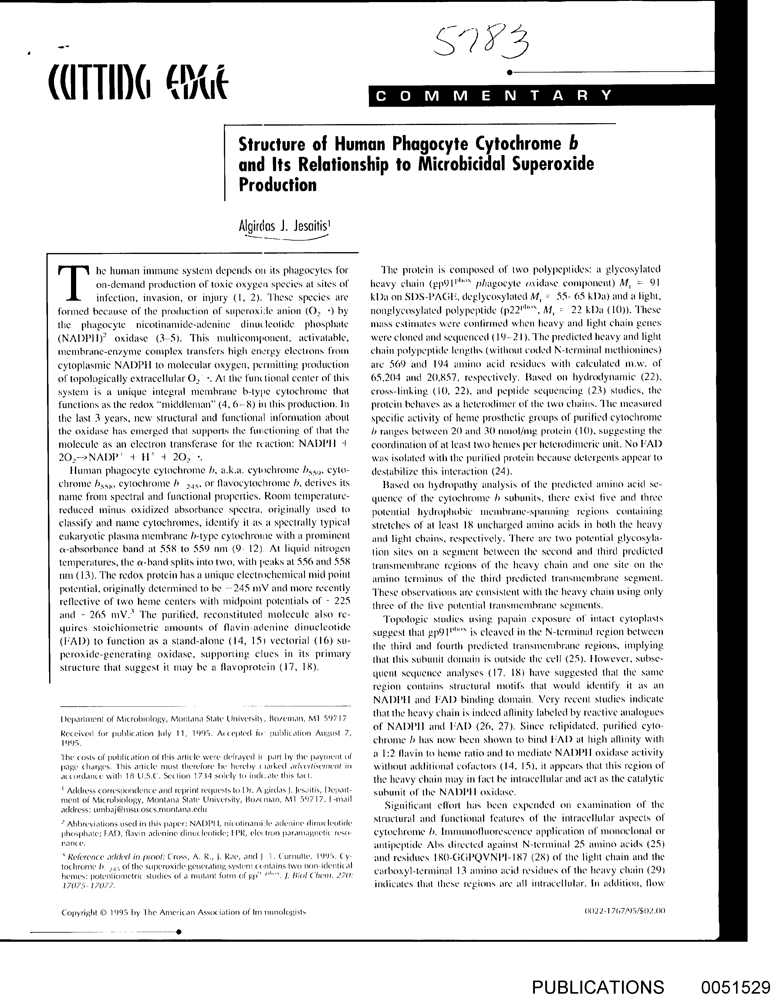 5783
CUTTING EDGE
COMMENTARY
Structure of Human Phagocyte Cytochrome b
and Its Relationship to Microbicidal Superoxide
Production
Algirdas J. Jesaitis¹
The human immune system depends on its phagocytes for
on-demand production of toxic oxygen species at sites of
infection, invasion, or injury (1, 2). These species are
formed because of the production of superoxide anion (O₂⁻·) by
the phagocyte nicotinamide-adenine dinucleotide phosphate
(NADPH)² oxidase (3–5). This multicomponent, activatable,
membrane-enzyme complex transfers high energy electrons from
cytoplasmic NADPH to molecular oxygen, permitting production
of topologically extracellular O₂⁻·. At the functional center of this
system is a unique integral membrane b-type cytochrome that
functions as the redox "middleman" (4, 6–8) in this production. In
the last 3 years, new structural and functional information about
the oxidase has emerged that supports the functioning of that the
molecule as an electron transferase for the reaction: NADPH +
2O₂→NADP⁺ + H⁺ + 2O₂⁻·.
Human phagocyte cytochrome b, a.k.a. cytochrome b₅₅₉, cyto-
chrome b₅₅₈, cytochrome b₋₂₄₅, or flavocytochrome b, derives its
name from spectral and functional properties. Room temperature-
reduced minus oxidized absorbance spectra, originally used to
classify and name cytochromes, identify it as a spectrally typical
eukaryotic plasma membrane b-type cytochrome with a prominent
α-absorbance band at 558 to 559 nm (9–12). At liquid nitrogen
temperatures, the α-band splits into two, with peaks at 556 and 558
nm (13). The redox protein has a unique electrochemical mid point
potential, originally determined to be −245 mV and more recently
reflective of two heme centers with midpoint potentials of −225
and −265 mV.³ The purified, reconstituted molecule also re-
quires stoichiometric amounts of flavin-adenine dinucleotide
(FAD) to function as a stand-alone (14, 15) vectorial (16) su-
peroxide-generating oxidase, supporting clues in its primary
structure that suggest it may be a flavoprotein (17, 18).
Department of Microbiology, Montana State University, Bozeman, MT 59717
Received for publication July 11, 1995. Accepted for publication August 7,
1995.
The costs of publication of this article were defrayed in part by the payment of
page charges. This article must therefore be hereby marked advertisement in
accordance with 18 U.S.C. Section 1734 solely to indicate this fact.
¹ Address correspondence and reprint requests to Dr. Algirdas J. Jesaitis, Depart-
ment of Microbiology, Montana State University, Bozeman, MT 59717. E-mail
address: umbaj@msu.oscs.montana.edu
² Abbreviations used in this paper: NADPH, nicotinamide adenine dinucleotide
phosphate; FAD, flavin adenine dinucleotide; EPR, electron paramagnetic reso-
nance.
³ Reference added in proof: Cross, A. R., J. Rae, and J. T. Curnutte. 1995. Cy-
tochrome b₋₂₄₅ of the superoxide generating system contains two non-identical
hemes: potentiometric studies of a mutant form of gp⁹¹ᵖʰᵒˣ. J. Biol Chem. 270:
17075-17077.
Copyright © 1995 by The American Association of Immunologists
The protein is composed of two polypeptides: a glycosylated
heavy chain (gp91ᵖʰᵒˣ phagocyte oxidase component) Mᵣ = 91
kDa on SDS-PAGE, deglycosylated Mᵣ = 55–65 kDa) and a light,
nonglycosylated polypeptide (p22ᵖʰᵒˣ, Mᵣ = 22 kDa (10)). These
mass estimates were confirmed when heavy and light chain genes
were cloned and sequenced (19–21). The predicted heavy and light
chain polypeptide lengths (without coded N-terminal methionines)
are 569 and 194 amino acid residues with calculated m.w. of
65,204 and 20,857, respectively. Based on hydrodynamic (22),
cross-linking (10, 22), and peptide sequencing (23) studies, the
protein behaves as a heterodimer of the two chains. The measured
specific activity of heme prosthetic groups of purified cytochrome
b ranges between 20 and 30 nmol/mg protein (10), suggesting the
coordination of at least two hemes per heterodimeric unit. No FAD
was isolated with the purified protein because detergents appear to
destabilize this interaction (24).
Based on hydropathy analysis of the predicted amino acid se-
quence of the cytochrome b subunits, there exist five and three
potential hydrophobic membrane-spanning regions containing
stretches of at least 18 uncharged amino acids in both the heavy
and light chains, respectively. There are two potential glycosyla-
tion sites on a segment between the second and third predicted
transmembrane regions of the heavy chain and one site on the
amino terminus of the third predicted transmembrane segment.
These observations are consistent with the heavy chain using only
three of the five potential transmembrane segments.
Topologic studies using papain exposure of intact cytoplasts
suggest that gp91ᵖʰᵒˣ is cleaved in the N-terminal region between
the third and fourth predicted transmembrane regions, implying
that this subunit domain is outside the cell (25). However, subse-
quent sequence analyses (17, 18) have suggested that the same
region contains structural motifs that would identify it as an
NADPH and FAD binding domain. Very recent studies indicate
that the heavy chain is indeed affinity labeled by reactive analogues
of NADPH and FAD (26, 27). Since relipidated, purified cyto-
chrome b has now been shown to bind FAD at high affinity with
a 1:2 flavin to heme ratio and to mediate NADPH oxidase activity
without additional cofactors (14, 15), it appears that this region of
the heavy chain may in fact be intracellular and act as the catalytic
subunit of the NADPH oxidase.
Significant effort has been expended on examination of the
structural and functional features of the intracellular aspects of
cytochrome b. Immunofluorescence application of monoclonal or
antipeptide Abs directed against N-terminal 25 amino acids (25)
and residues 180-GGPQVNPI-187 (28) of the light chain and the
carboxyl-terminal 13 amino acid residues of the heavy chain (29)
indicates that these regions are all intracellular. In addition, flow
0022-1767/95/$02.00
PUBLICATIONS 0051529